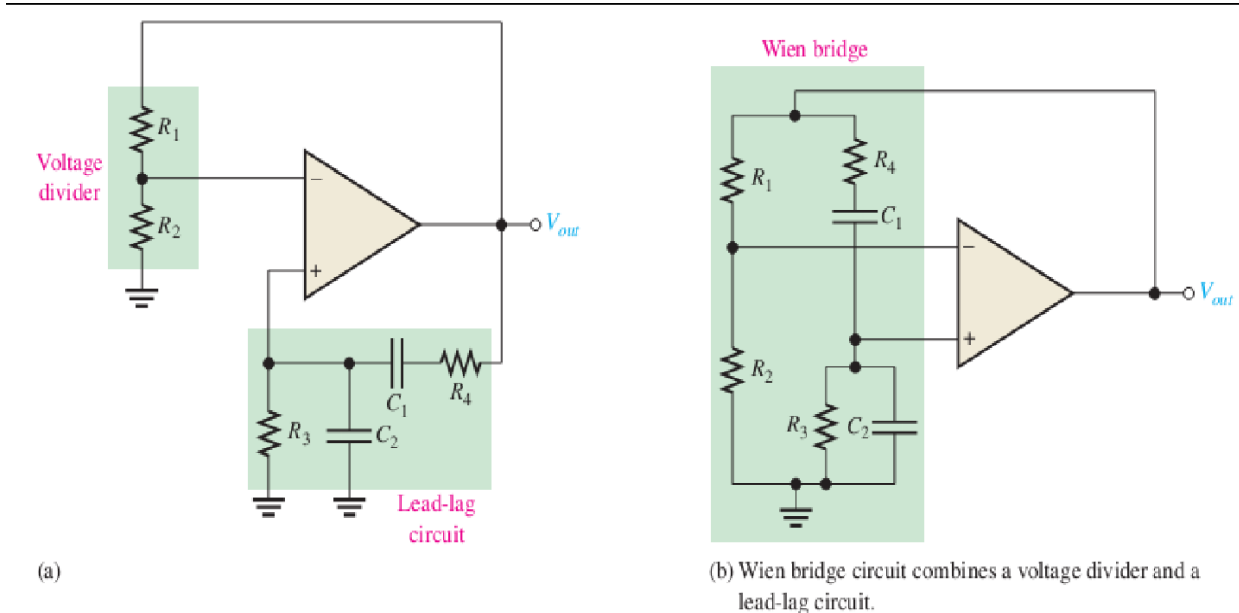 R1
Voltage
divider
R2
−
+
Vout
C1
R4
R3
C2
Lead-lag
circuit
(a)
Wien bridge
R1
R4
C1
−
+
Vout
R2
R3
C2
(b) Wien bridge circuit combines a voltage divider and a
lead-lag circuit.